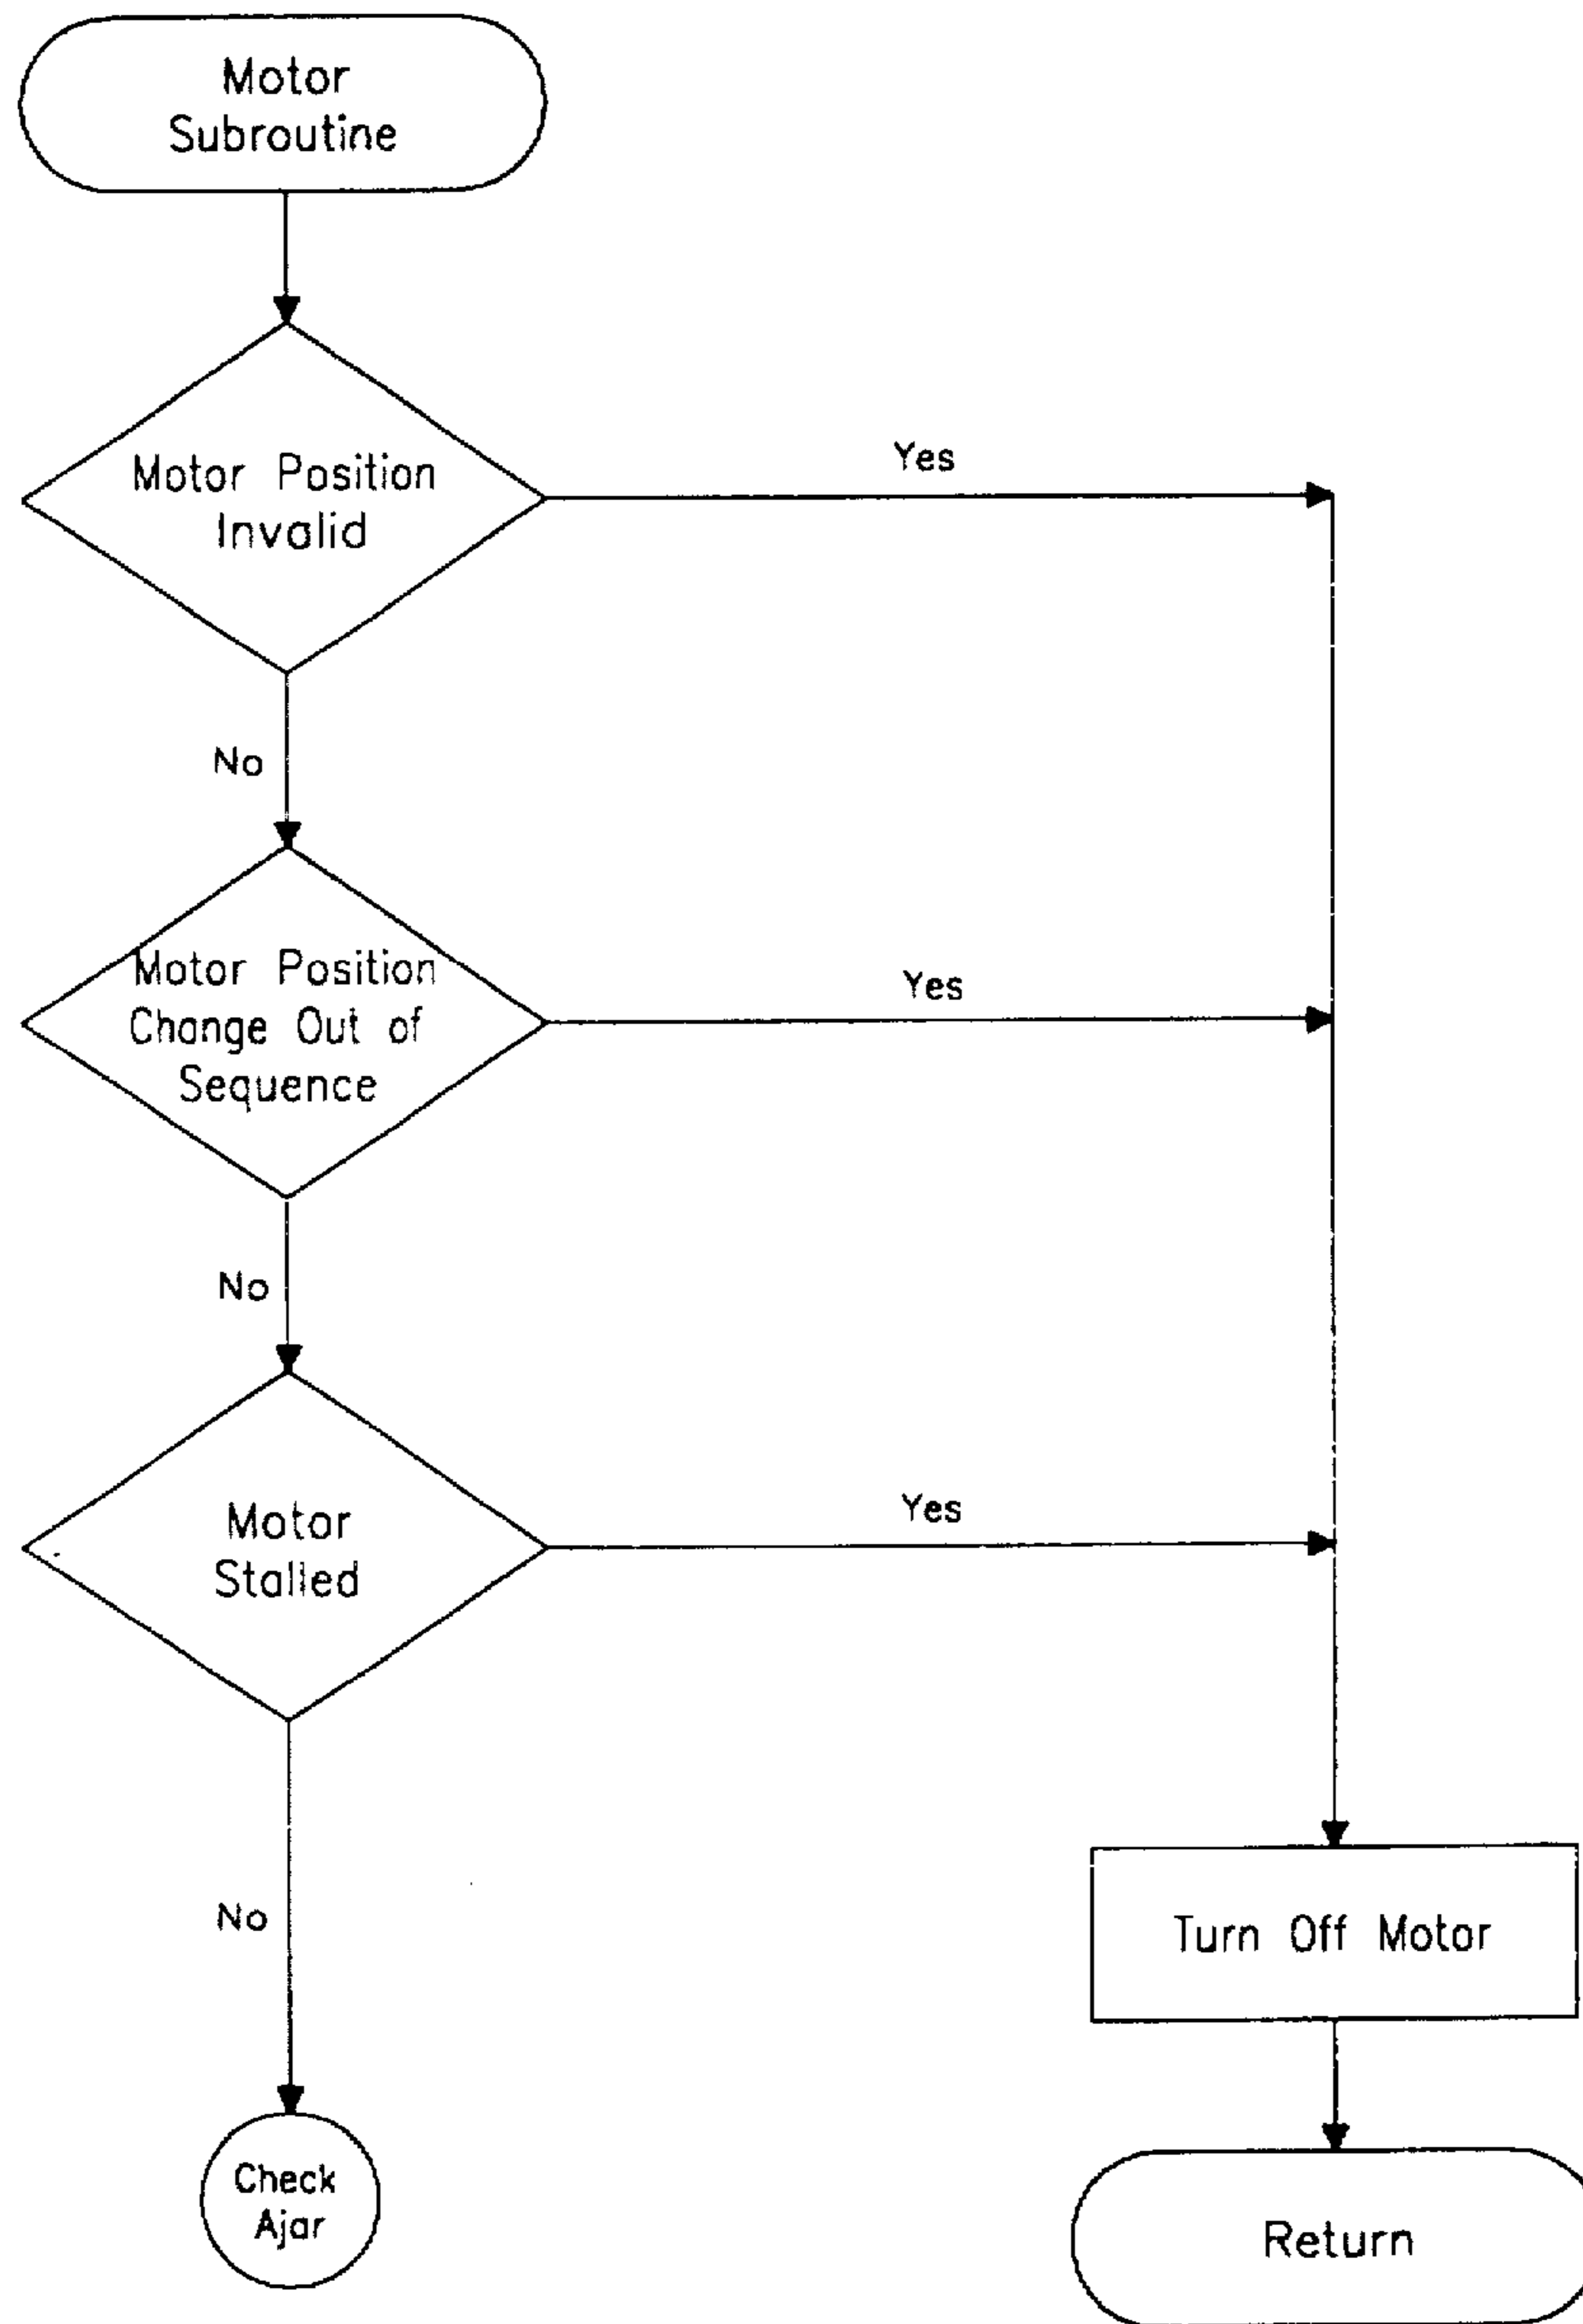 Motor
Subroutine
Motor Position
Invalid
Yes
No
Motor Position
Change Out of
Sequence
Yes
No
Motor
Stalled
Yes
No
Turn Off Motor
Check
Ajar
Return